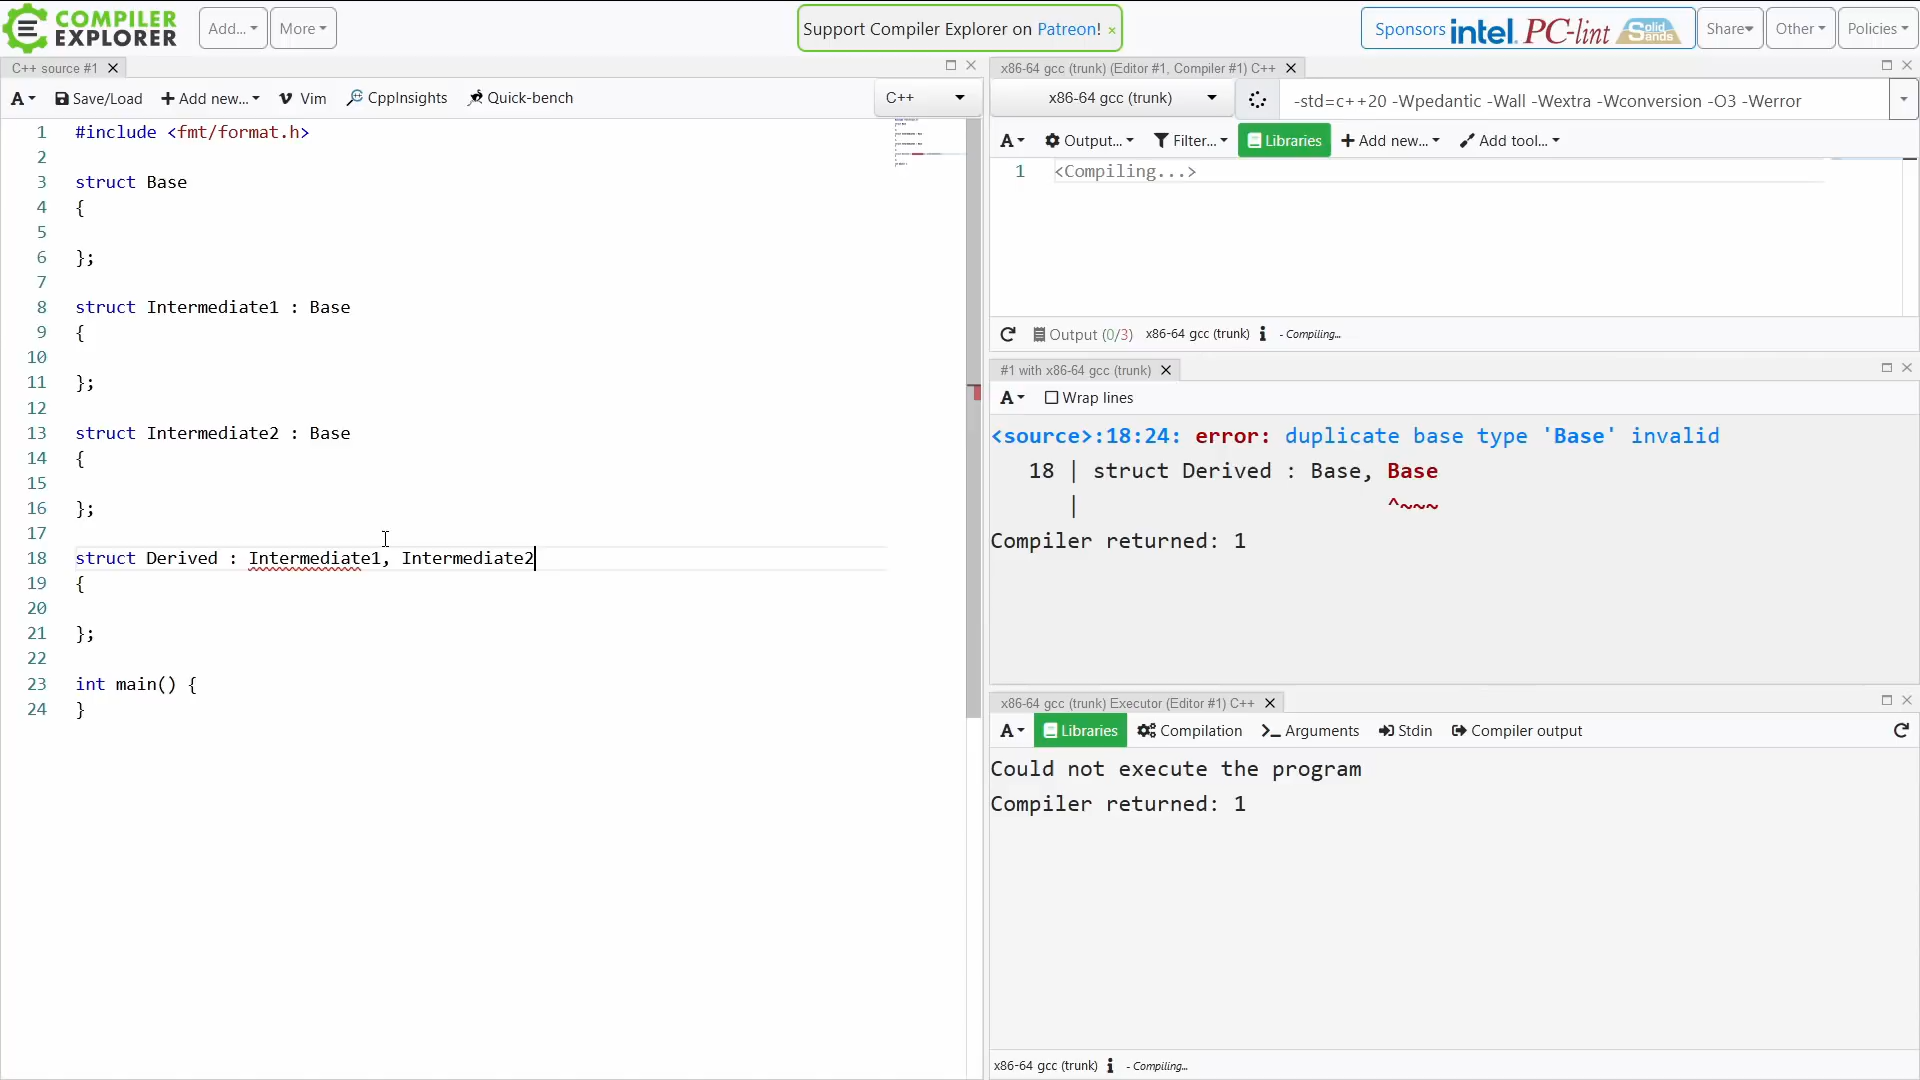 COMPILER
EXPLORER
Add...
More
Support Compiler Explorer on Patreon! ×
Sponsors intel. PC-lint Solid Sands
Share
Other
Policies
C++ source #1
A
Save/Load
Add new...
Vim
CppInsights
Quick-bench
C++
1 #include <fmt/format.h>
2
3 struct Base
4 {
5
6 };
7
8 struct Intermediate1 : Base
9 {
10
11 };
12
13 struct Intermediate2 : Base
14 {
15
16 };
17
18 struct Derived : Intermediate1, Intermediate2
19 {
20
21 };
22
23 int main() {
24 }
x86-64 gcc (trunk) (Editor #1, Compiler #1) C++
x86-64 gcc (trunk)
-std=c++20 -Wpedantic -Wall -Wextra -Wconversion -O3 -Werror
A
Output...
Filter...
Libraries
Add new...
Add tool...
1 <Compiling...>
Output (0/3) x86-64 gcc (trunk) i - Compiling...
#1 with x86-64 gcc (trunk)
A
Wrap lines
<source>:18:24: error: duplicate base type 'Base' invalid
18 | struct Derived : Base, Base
| ^~~~
Compiler returned: 1
x86-64 gcc (trunk) Executor (Editor #1) C++
A
Libraries
Compilation
Arguments
Stdin
Compiler output
Could not execute the program
Compiler returned: 1
x86-64 gcc (trunk) i - Compiling...